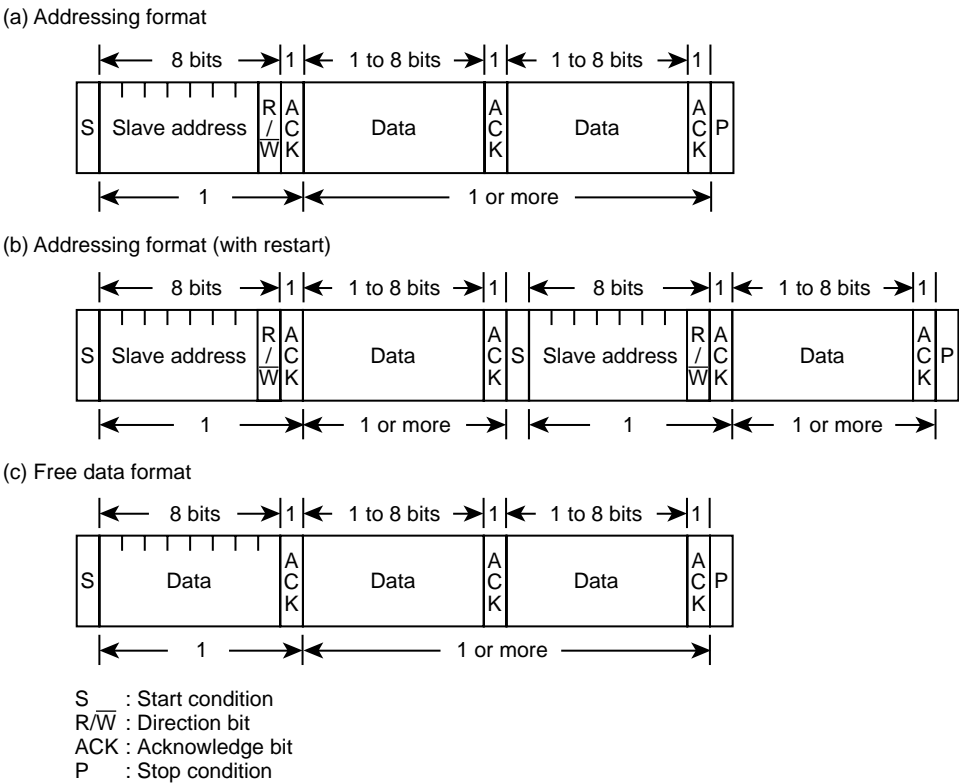 (a) Addressing format
8 bits 1 1 to 8 bits 1 1 to 8 bits 1
S Slave address R/W̅ ACK Data ACK Data ACK P
1 1 or more
(b) Addressing format (with restart)
8 bits 1 1 to 8 bits 1 8 bits 1 1 to 8 bits 1
S Slave address R/W̅ ACK Data ACK S Slave address R/W̅ ACK Data ACK P
1 1 or more 1 1 or more
(c) Free data format
8 bits 1 1 to 8 bits 1 1 to 8 bits 1
S Data ACK Data ACK Data ACK P
1 1 or more
S : Start condition
R/W̅ : Direction bit
ACK : Acknowledge bit
P : Stop condition